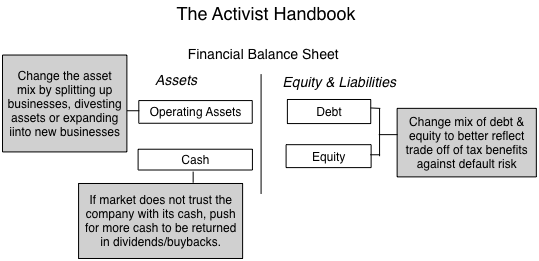 The Activist Handbook
Financial Balance Sheet
Change the asset
mix by splitting up
businesses, divesting
assets or expanding
iinto new businesses
Assets
Operating Assets
Cash
If market does not trust the
company with its cash, push
for more cash to be returned
in dividends/buybacks.
Equity & Liabilities
Debt
Equity
Change mix of debt &
equity to better reflect
trade off of tax benefits
against default risk